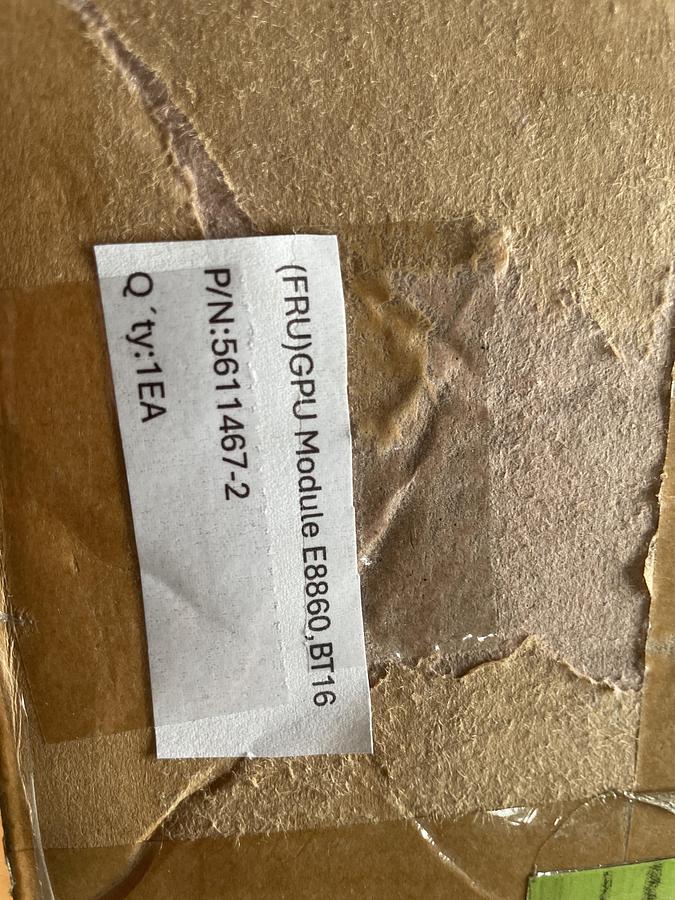 (FRU)GPU Module E8860,BT16
P/N:5611467-2
Q´ty:1EA